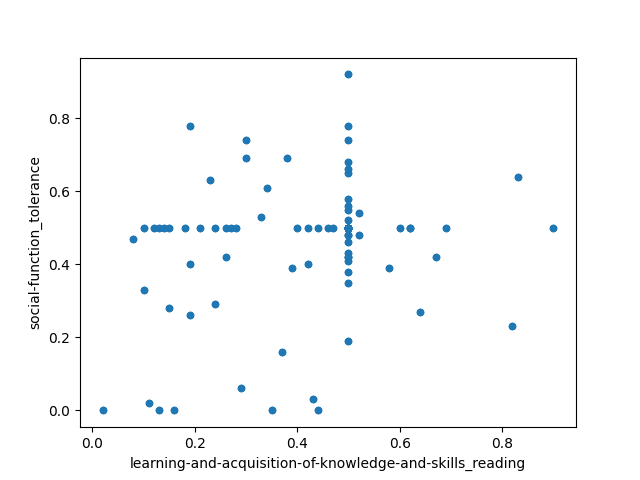 0.8
0.6
0.4
0.2
0.0
social-function_tolerance
0.0 0.2 0.4 0.6 0.8
learning-and-acquisition-of-knowledge-and-skills_reading